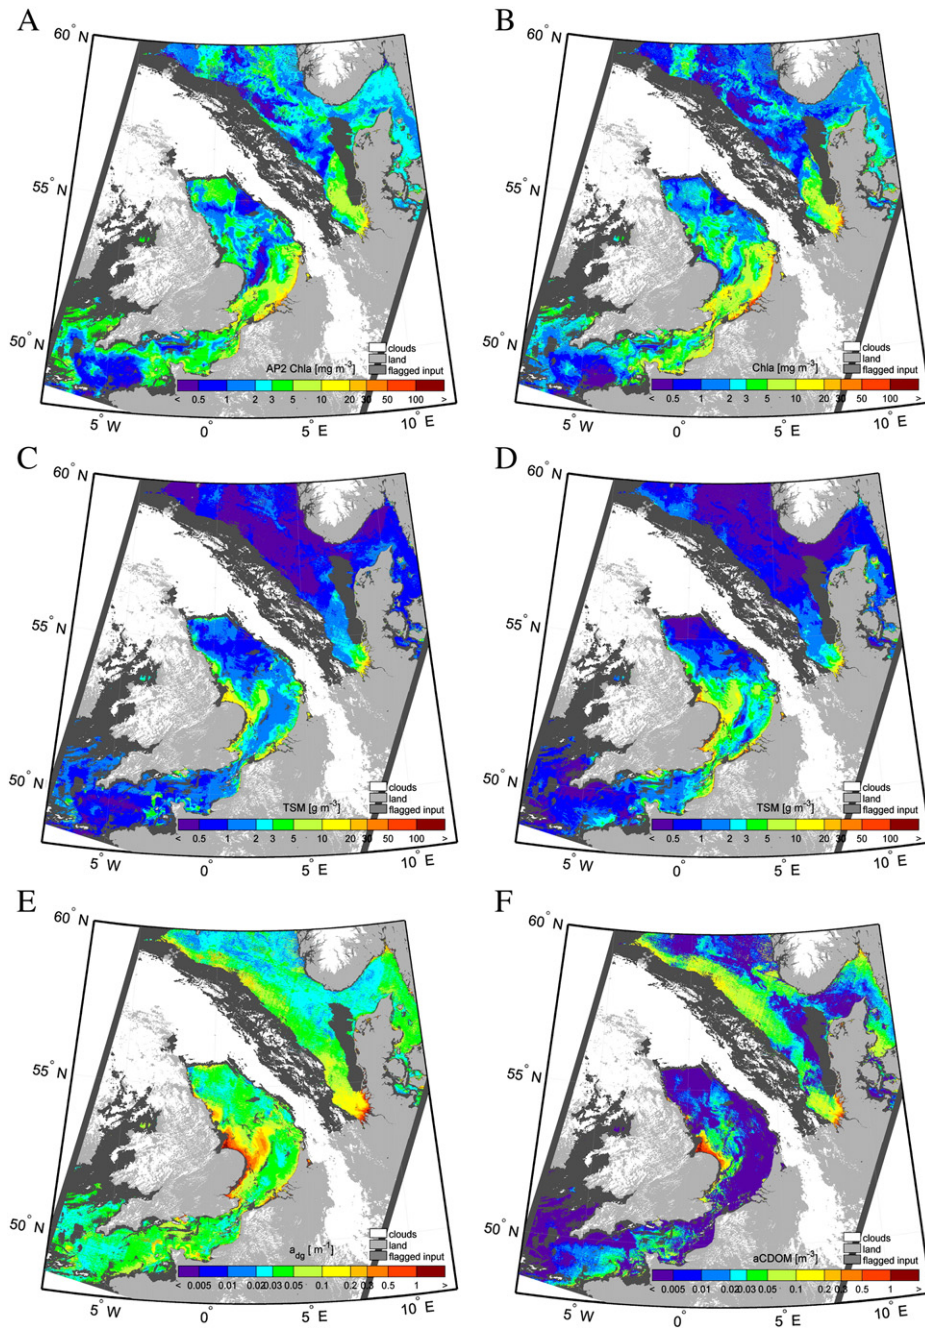 A
B
60° N
55° N
50° N
5° W
0°
5° E
10° E
clouds
land
flagged input
AP2 Chla [mg m⁻³]
< 0.5 1 2 3 5 10 20 30 50 100 >
60° N
55° N
50° N
5° W
0°
5° E
10° E
clouds
land
flagged input
Chla [mg m⁻³]
< 0.5 1 2 3 5 10 20 30 50 100 >
C
D
60° N
55° N
50° N
5° W
0°
5° E
10° E
clouds
land
flagged input
TSM [g m⁻³]
< 0.5 1 2 3 5 10 20 30 50 100 >
60° N
55° N
50° N
5° W
0°
5° E
10° E
clouds
land
flagged input
TSM [g m⁻³]
< 0.5 1 2 3 5 10 20 30 50 100 >
E
F
60° N
55° N
50° N
5° W
0°
5° E
10° E
clouds
land
flagged input
a_dg [ m⁻¹]
< 0.005 0.01 0.02 0.03 0.05 0.1 0.2 0.3 0.5 1 >
60° N
55° N
50° N
5° W
0°
5° E
10° E
clouds
land
flagged input
aCDOM [m⁻³]
< 0.005 0.01 0.02 0.03 0.05 0.1 0.2 0.3 0.5 1 >